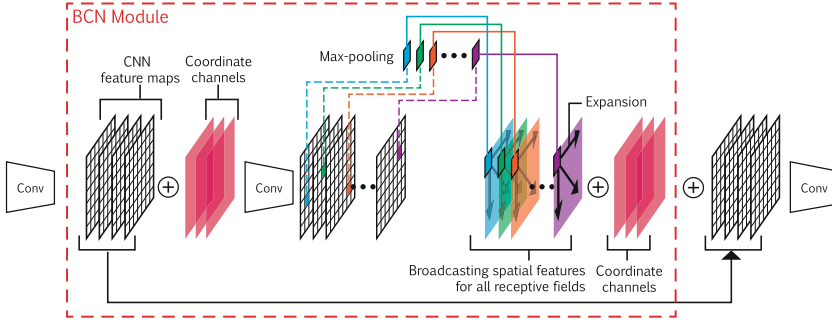 BCN Module
CNN
feature maps
Coordinate
channels
Max-pooling
Expansion
Conv
Conv
Conv
Broadcasting spatial features
for all receptive fields
Coordinate
channels